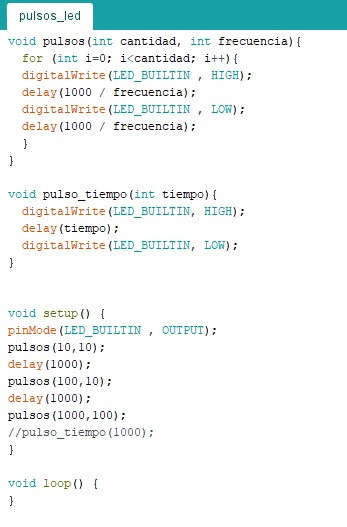 pulsos_led
void pulsos(int cantidad, int frecuencia){
for (int i=0; i<cantidad; i++){
digitalWrite(LED_BUILTIN , HIGH);
delay(1000 / frecuencia);
digitalWrite(LED_BUILTIN , LOW);
delay(1000 / frecuencia);
}
}
void pulso_tiempo(int tiempo){
digitalWrite(LED_BUILTIN, HIGH);
delay(tiempo);
digitalWrite(LED_BUILTIN, LOW);
}
void setup() {
pinMode(LED_BUILTIN , OUTPUT);
pulsos(10,10);
delay(1000);
pulsos(100,10);
delay(1000);
pulsos(1000,100);
//pulso_tiempo(1000);
}
void loop() {
}